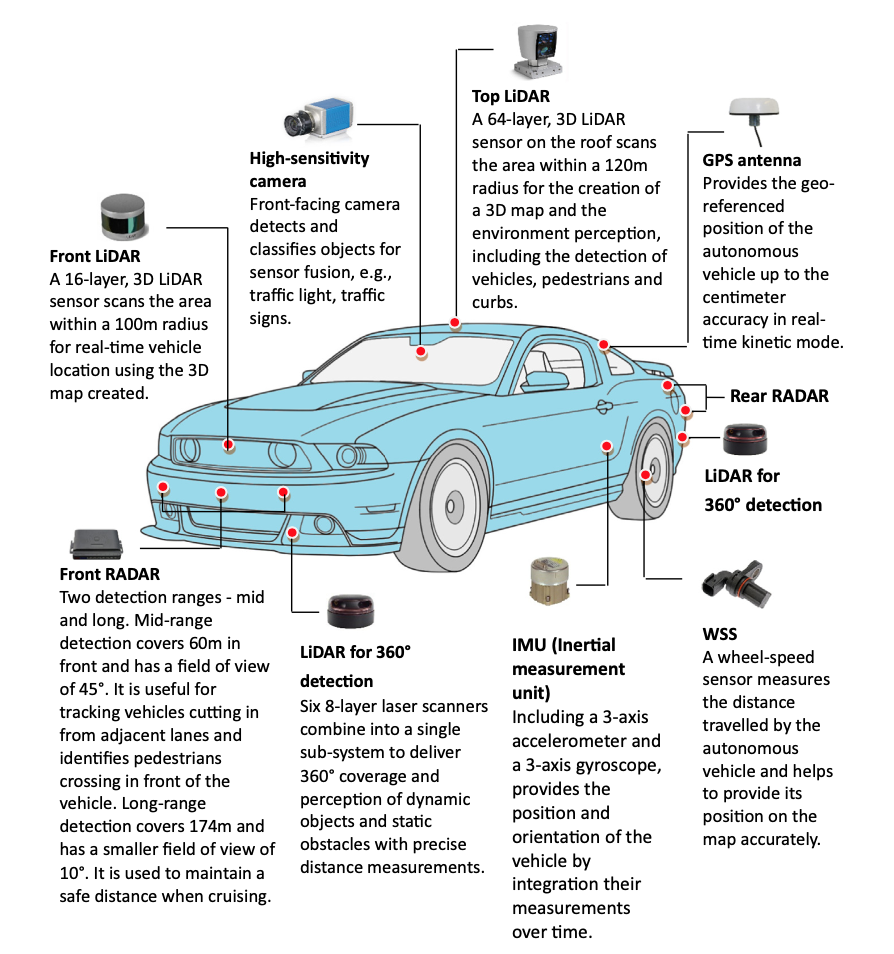 Top LiDAR
A 64-layer, 3D LiDAR
sensor on the roof scans
the area within a 120m
radius for the creation of
a 3D map and the
environment perception,
including the detection of
vehicles, pedestrians and
curbs.
High-sensitivity
camera
Front-facing camera
detects and
classifies objects for
sensor fusion, e.g.,
traffic light, traffic
signs.
GPS antenna
Provides the geo-
referenced
position of the
autonomous
vehicle up to the
centimeter
accuracy in real-
time kinetic mode.
Front LiDAR
A 16-layer, 3D LiDAR
sensor scans the area
within a 100m radius
for real-time vehicle
location using the 3D
map created.
Rear RADAR
LiDAR for
360° detection
Front RADAR
Two detection ranges - mid
and long. Mid-range
detection covers 60m in
front and has a field of view
of 45°. It is useful for
tracking vehicles cutting in
from adjacent lanes and
identifies pedestrians
crossing in front of the
vehicle. Long-range
detection covers 174m and
has a smaller field of view of
10°. It is used to maintain a
safe distance when cruising.
LiDAR for 360°
detection
Six 8-layer laser scanners
combine into a single
sub-system to deliver
360° coverage and
perception of dynamic
objects and static
obstacles with precise
distance measurements.
IMU (Inertial
measurement
unit)
Including a 3-axis
accelerometer and
a 3-axis gyroscope,
provides the
position and
orientation of the
vehicle by
integration their
measurements
over time.
WSS
A wheel-speed
sensor measures
the distance
travelled by the
autonomous
vehicle and helps
to provide its
position on the
map accurately.